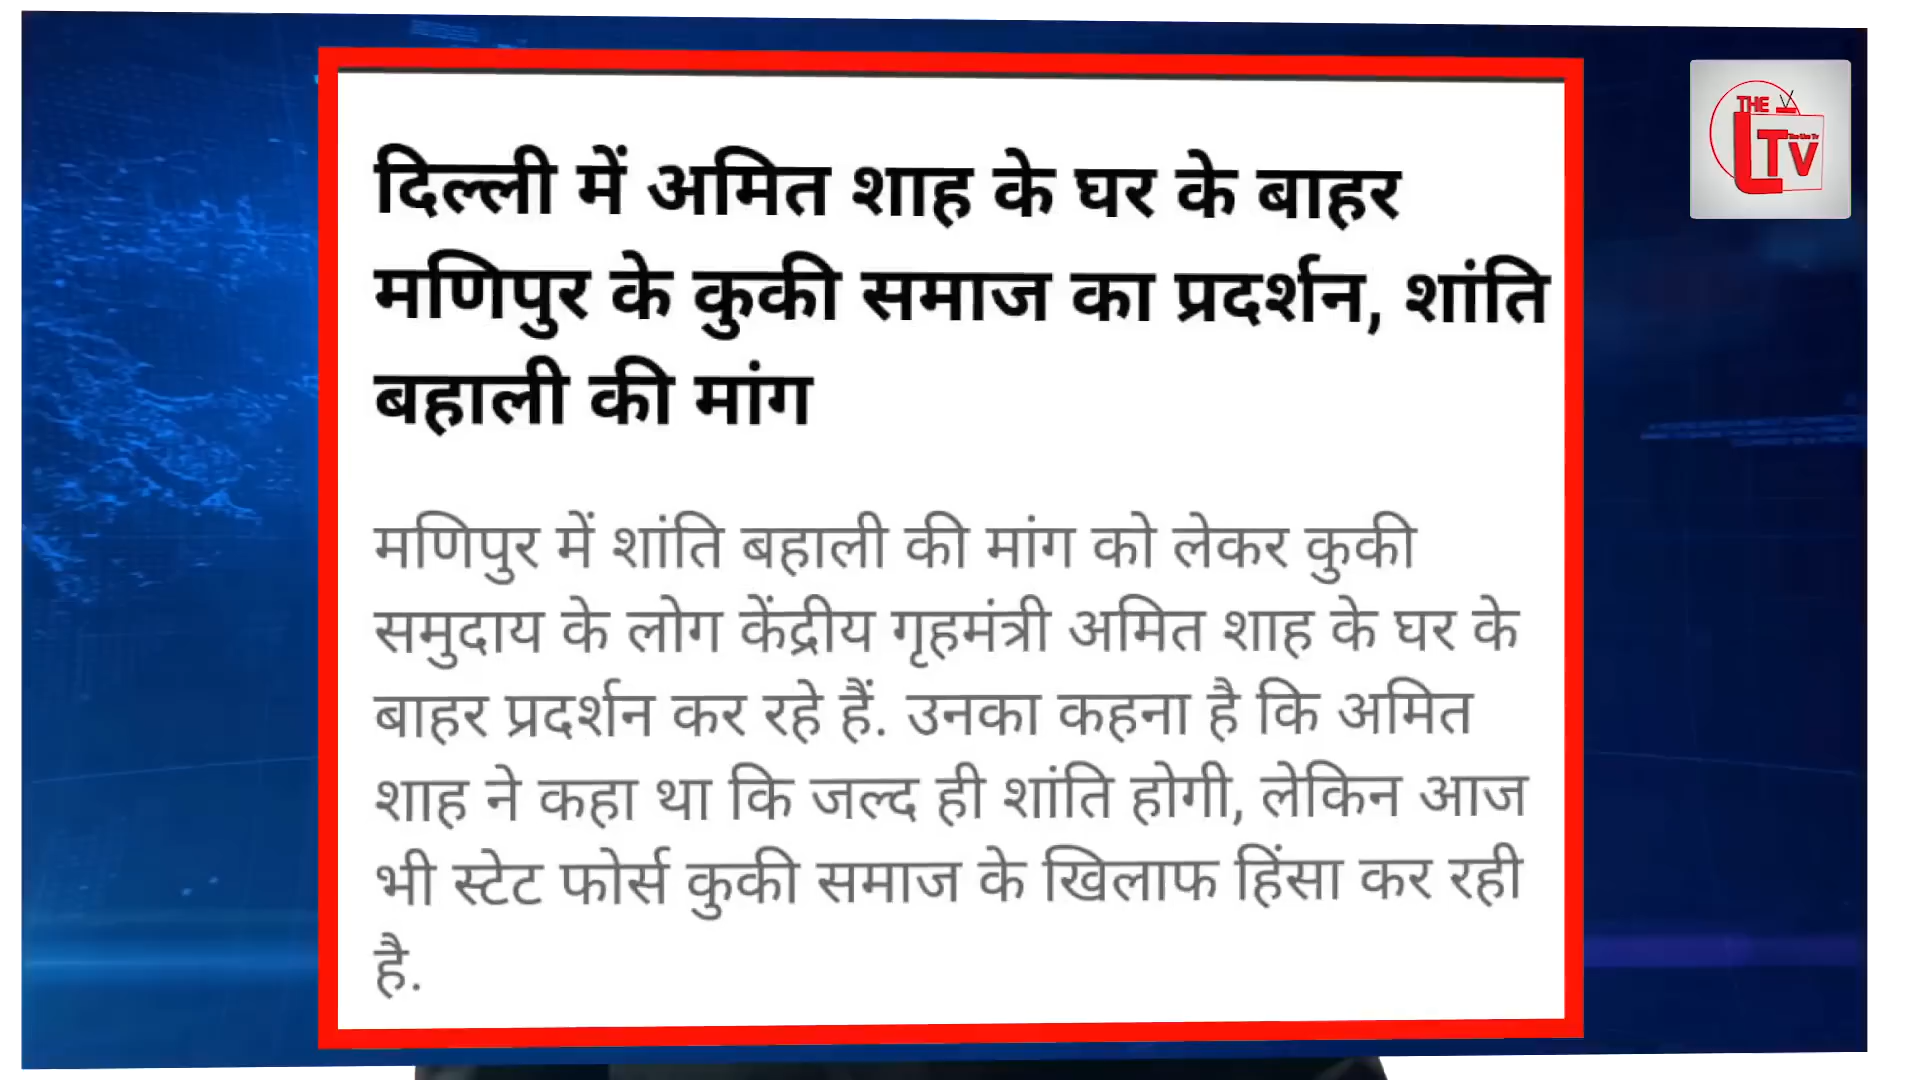 THE
LTV
दिल्ली में अमित शाह के घर के बाहर
मणिपुर के कुकी समाज का प्रदर्शन, शांति
बहाली की मांग
मणिपुर में शांति बहाली की मांग को लेकर कुकी
समुदाय के लोग केंद्रीय गृहमंत्री अमित शाह के घर के
बाहर प्रदर्शन कर रहे हैं. उनका कहना है कि अमित
शाह ने कहा था कि जल्द ही शांति होगी, लेकिन आज
भी स्टेट फोर्स कुकी समाज के खिलाफ हिंसा कर रही
है.